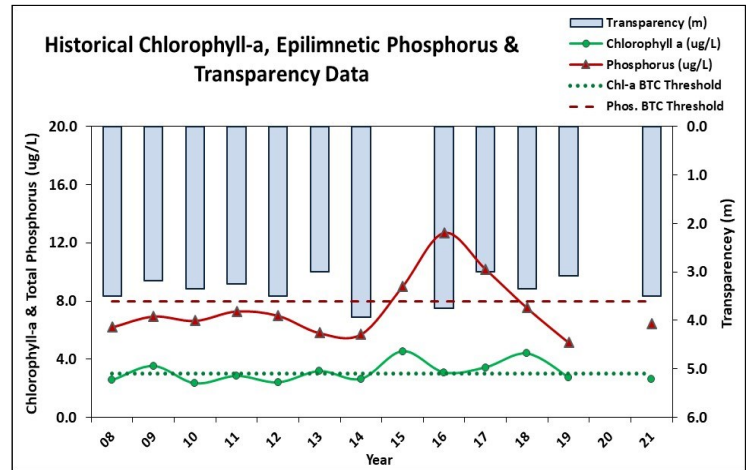 Historical Chlorophyll-a, Epilimnetic Phosphorus &
Transparency Data
Transparency (m)
Chlorophyll a (ug/L)
Phosphorus (ug/L)
Chl-a BTC Threshold
Phos. BTC Threshold
Chlorophyll-a & Total Phosphorus (ug/L)
20.0
16.0
12.0
8.0
4.0
0.0
0.0
1.0
2.0
3.0
4.0
5.0
6.0
Transparencey (m)
08 09 10 11 12 13 14 15 16 17 18 19 20 21
Year